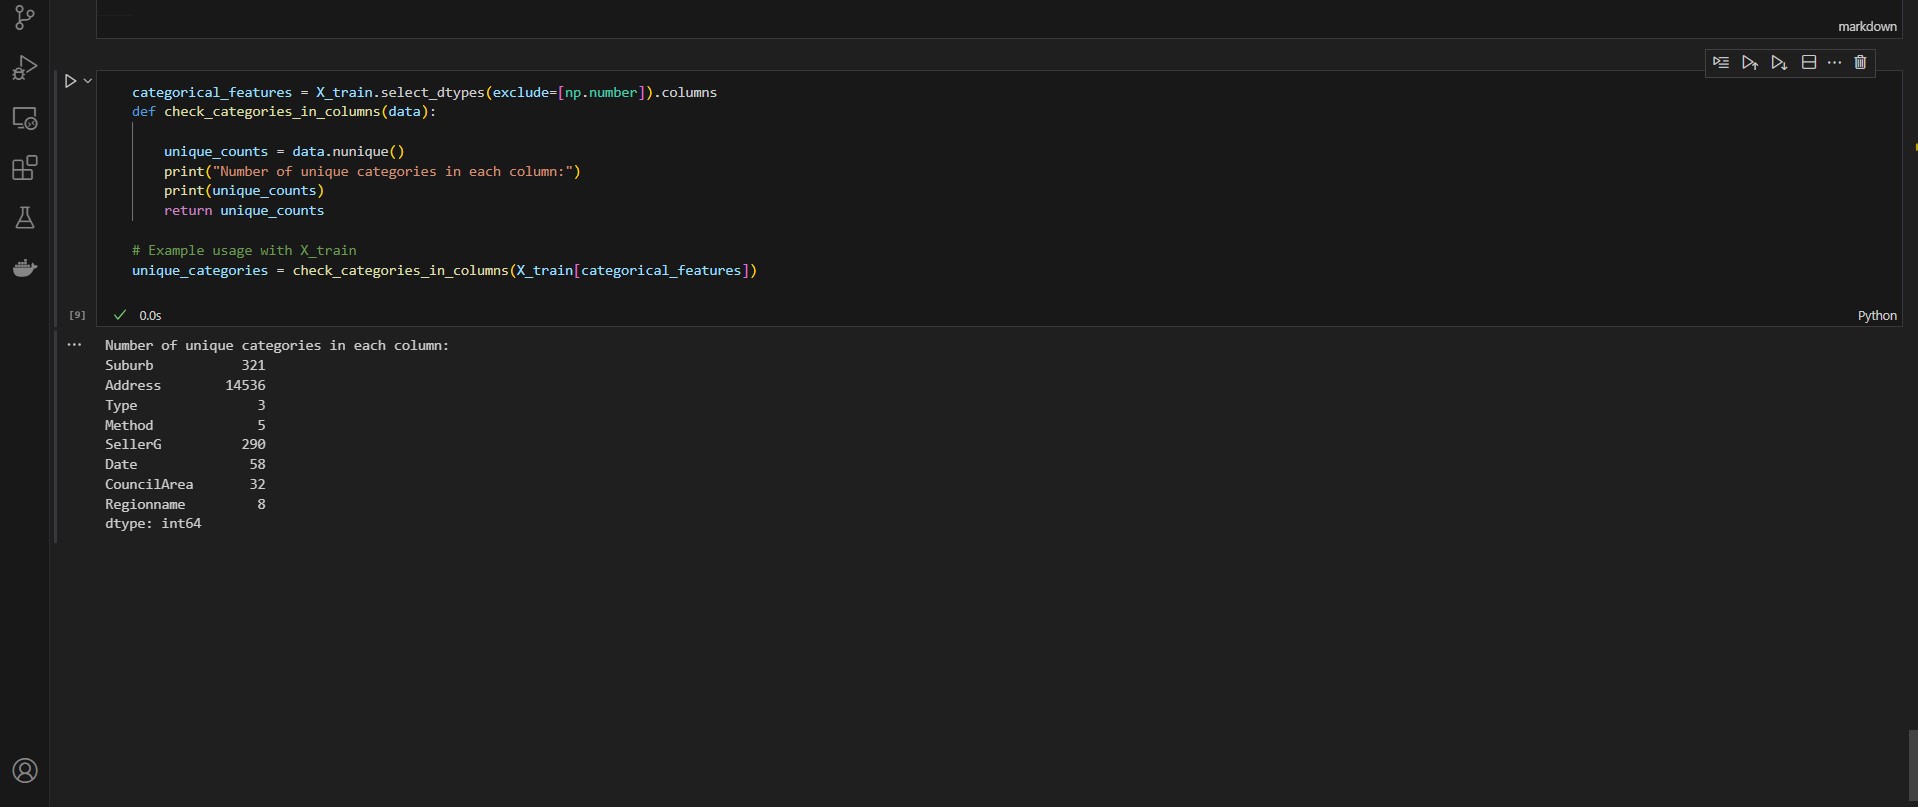 markdown
categorical_features = X_train.select_dtypes(exclude=[np.number]).columns
def check_categories_in_columns(data):
unique_counts = data.nunique()
print("Number of unique categories in each column:")
print(unique_counts)
return unique_counts
# Example usage with X_train
unique_categories = check_categories_in_columns(X_train[categorical_features])
[9] 0.0s Python
Number of unique categories in each column:
Suburb 321
Address 14536
Type 3
Method 5
SellerG 290
Date 58
CouncilArea 32
Regionname 8
dtype: int64